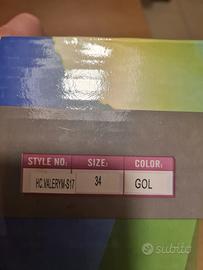 STYLE NO: SIZE: COLOR:
HC.VALERYM-S17 34 GOL
subito